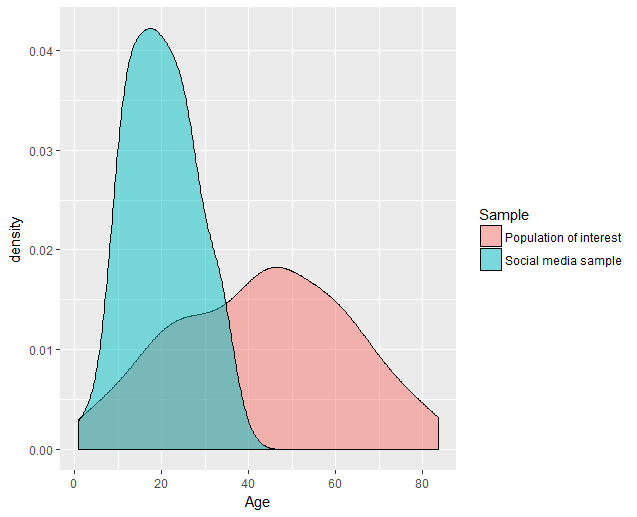 0.04
0.03
0.02
0.01
0.00
density
0
20
40
60
80
Age
Sample
Population of interest
Social media sample